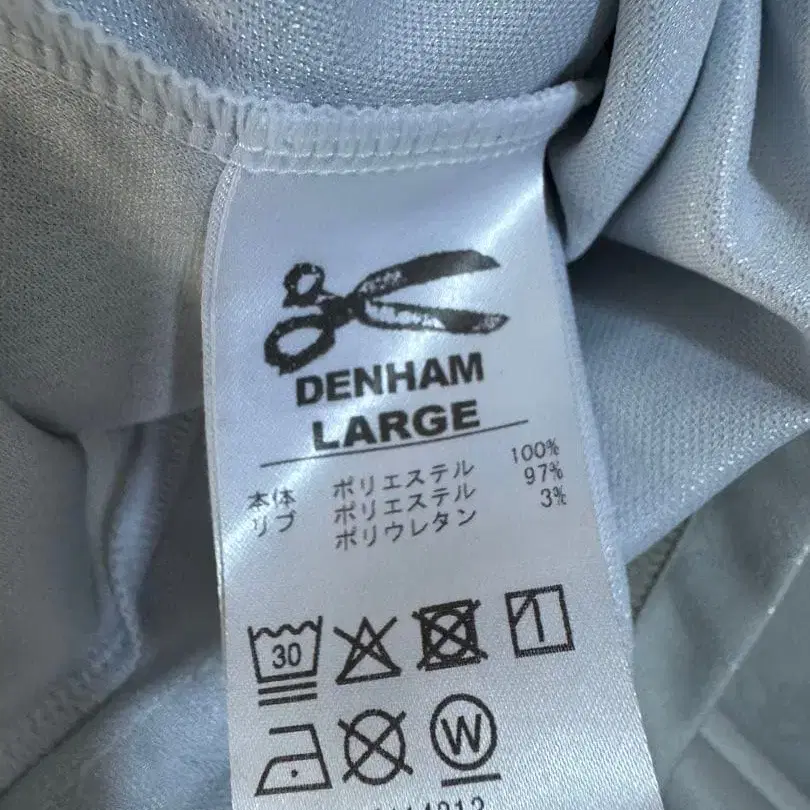 DENHAM
LARGE
本体 ポリエステル 100%
リブ ポリエステル 97%
ポリウレタン 3%
30
W